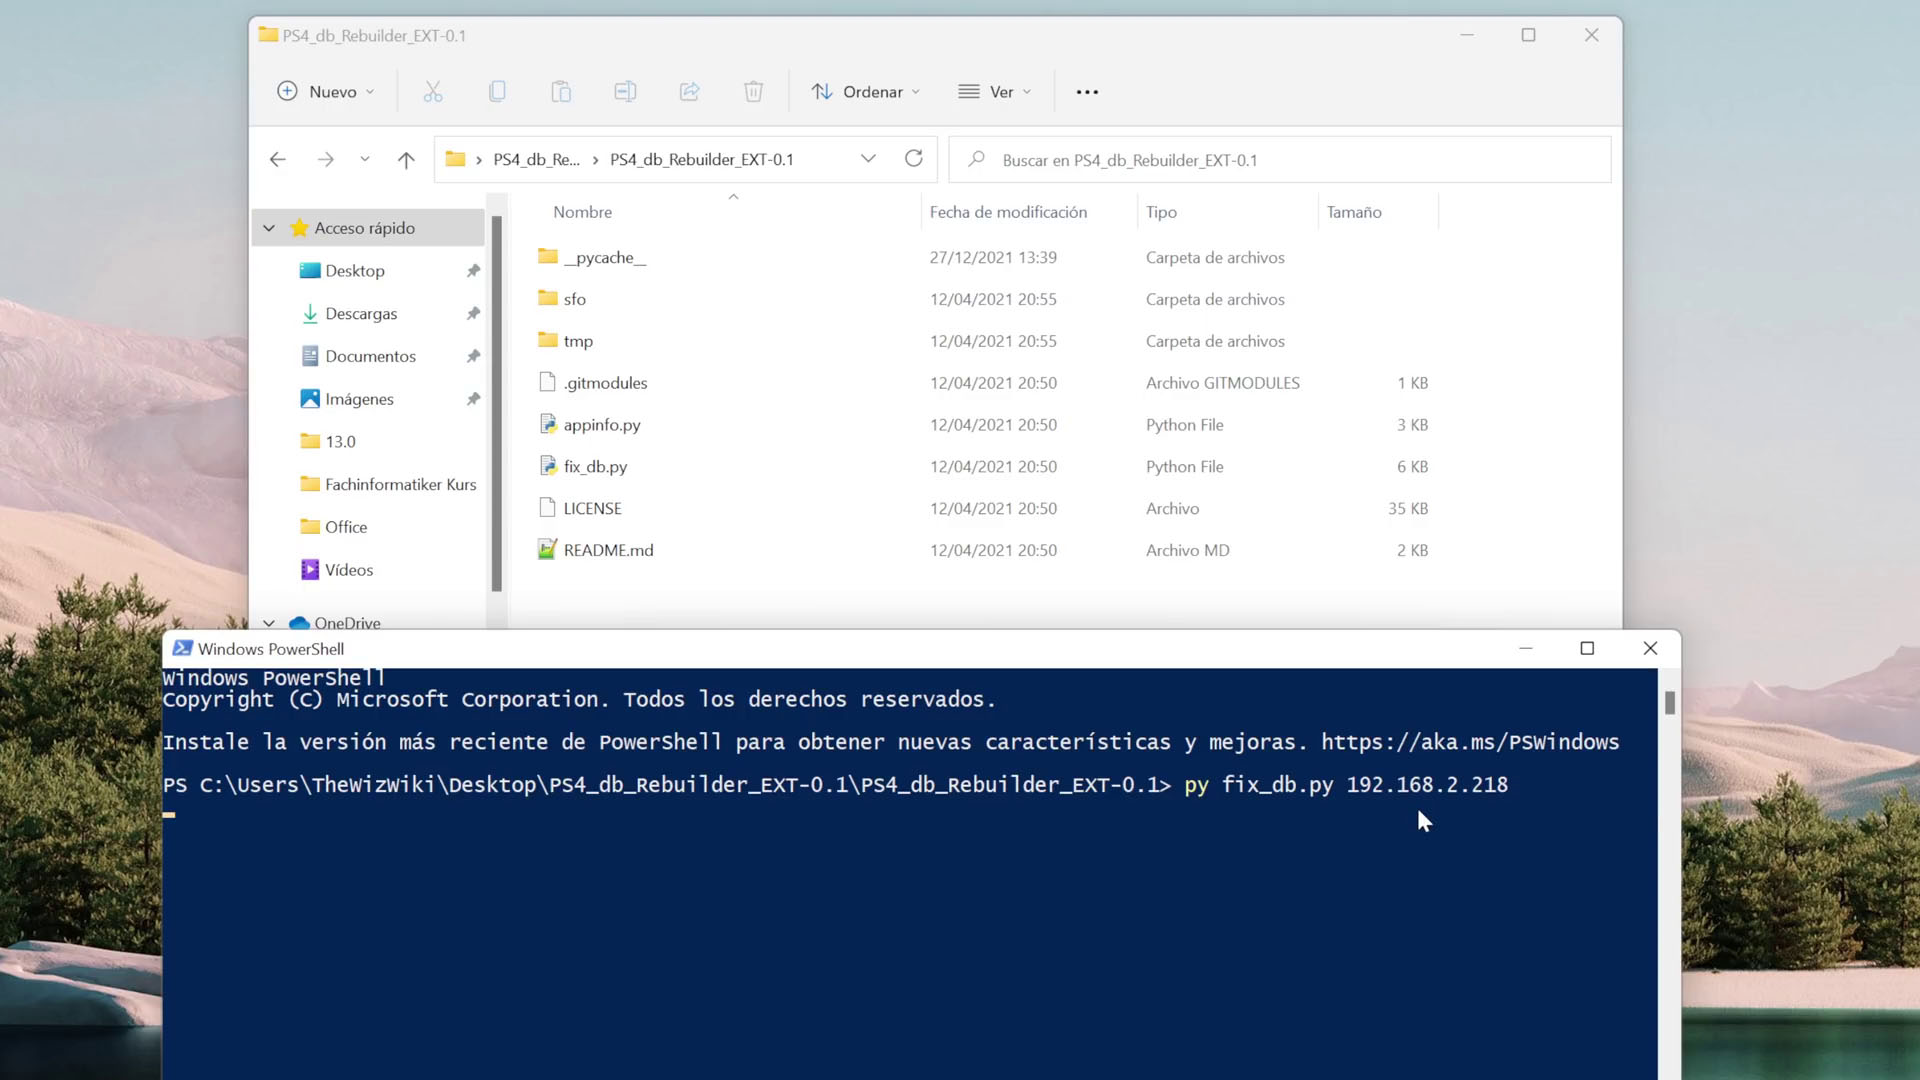 PS4_db_Rebuilder_EXT-0.1
Nuevo
Ordenar
Ver
PS4_db_Re... › PS4_db_Rebuilder_EXT-0.1
Buscar en PS4_db_Rebuilder_EXT-0.1
Nombre Fecha de modificación Tipo Tamaño
Acceso rápido
Desktop
Descargas
Documentos
Imágenes
13.0
Fachinformatiker Kurs
Office
Vídeos
OneDrive
__pycache__ 27/12/2021 13:39 Carpeta de archivos
sfo 12/04/2021 20:55 Carpeta de archivos
tmp 12/04/2021 20:55 Carpeta de archivos
.gitmodules 12/04/2021 20:50 Archivo GITMODULES 1 KB
appinfo.py 12/04/2021 20:50 Python File 3 KB
fix_db.py 12/04/2021 20:50 Python File 6 KB
LICENSE 12/04/2021 20:50 Archivo 35 KB
README.md 12/04/2021 20:50 Archivo MD 2 KB
Windows PowerShell
Windows PowerShell
Copyright (C) Microsoft Corporation. Todos los derechos reservados.
Instale la versión más reciente de PowerShell para obtener nuevas características y mejoras. https://aka.ms/PSWindows
PS C:\Users\TheWizWiki\Desktop\PS4_db_Rebuilder_EXT-0.1\PS4_db_Rebuilder_EXT-0.1> py fix_db.py 192.168.2.218